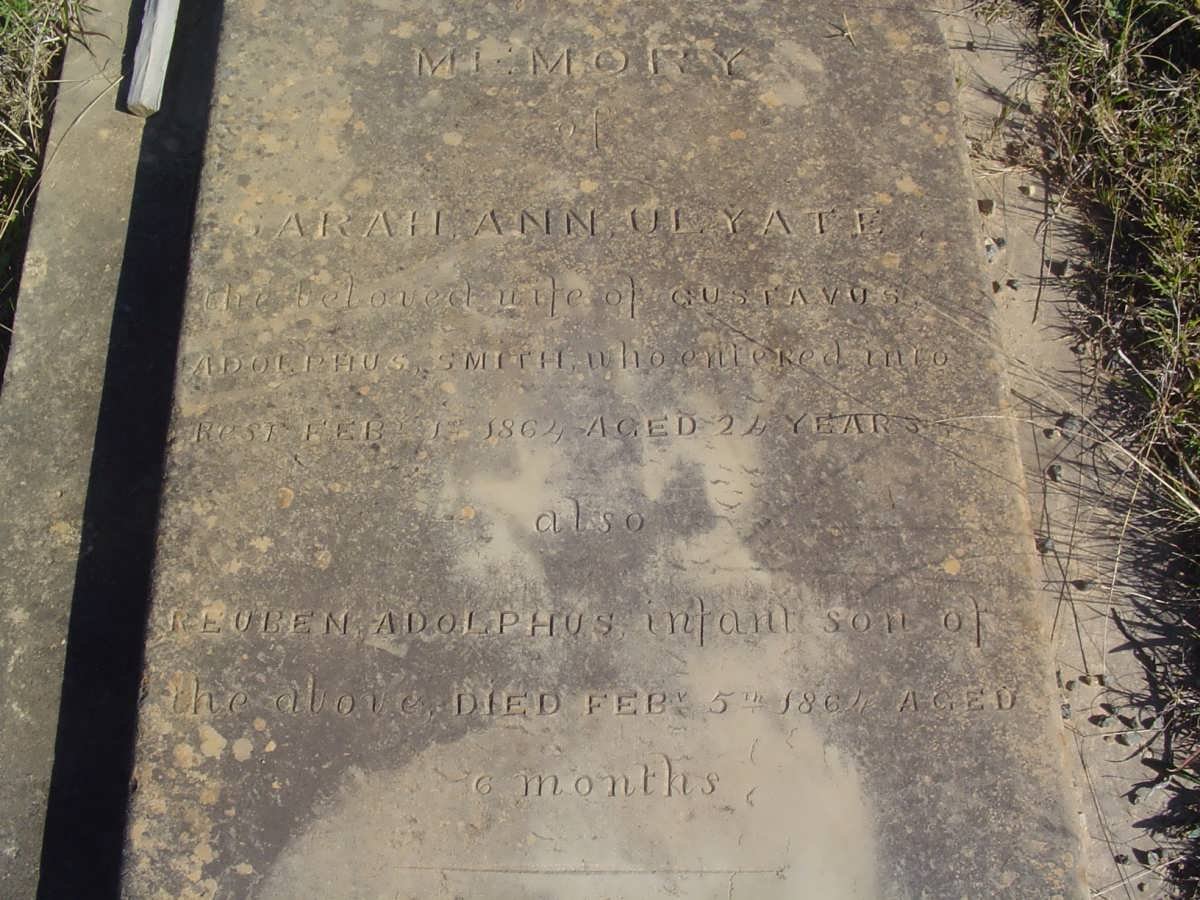 MEMORY
of
SARAH, ANN, ULYATE,
the beloved wife of GUSTAVUS,
ADOLPHUS, SMITH, who entered into
REST FEBY 1ST 1864 AGED 24 YEARS
also
REUBEN, ADOLPHUS, infant son of
the above, DIED FEBY 5TH 1864 AGED
6 months